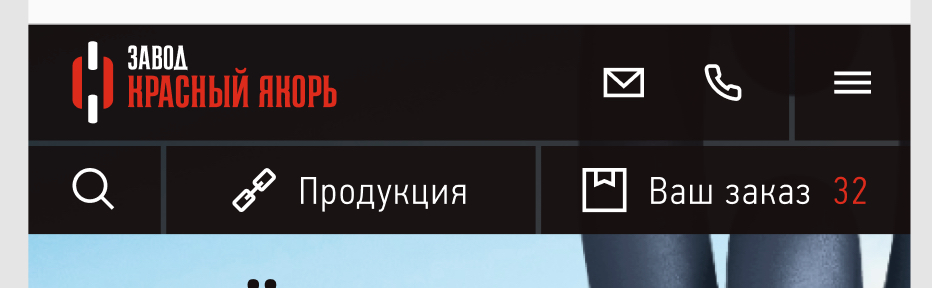 ЗАВОД
КРАСНЫЙ ЯКОРЬ
Продукция
Ваш заказ 32